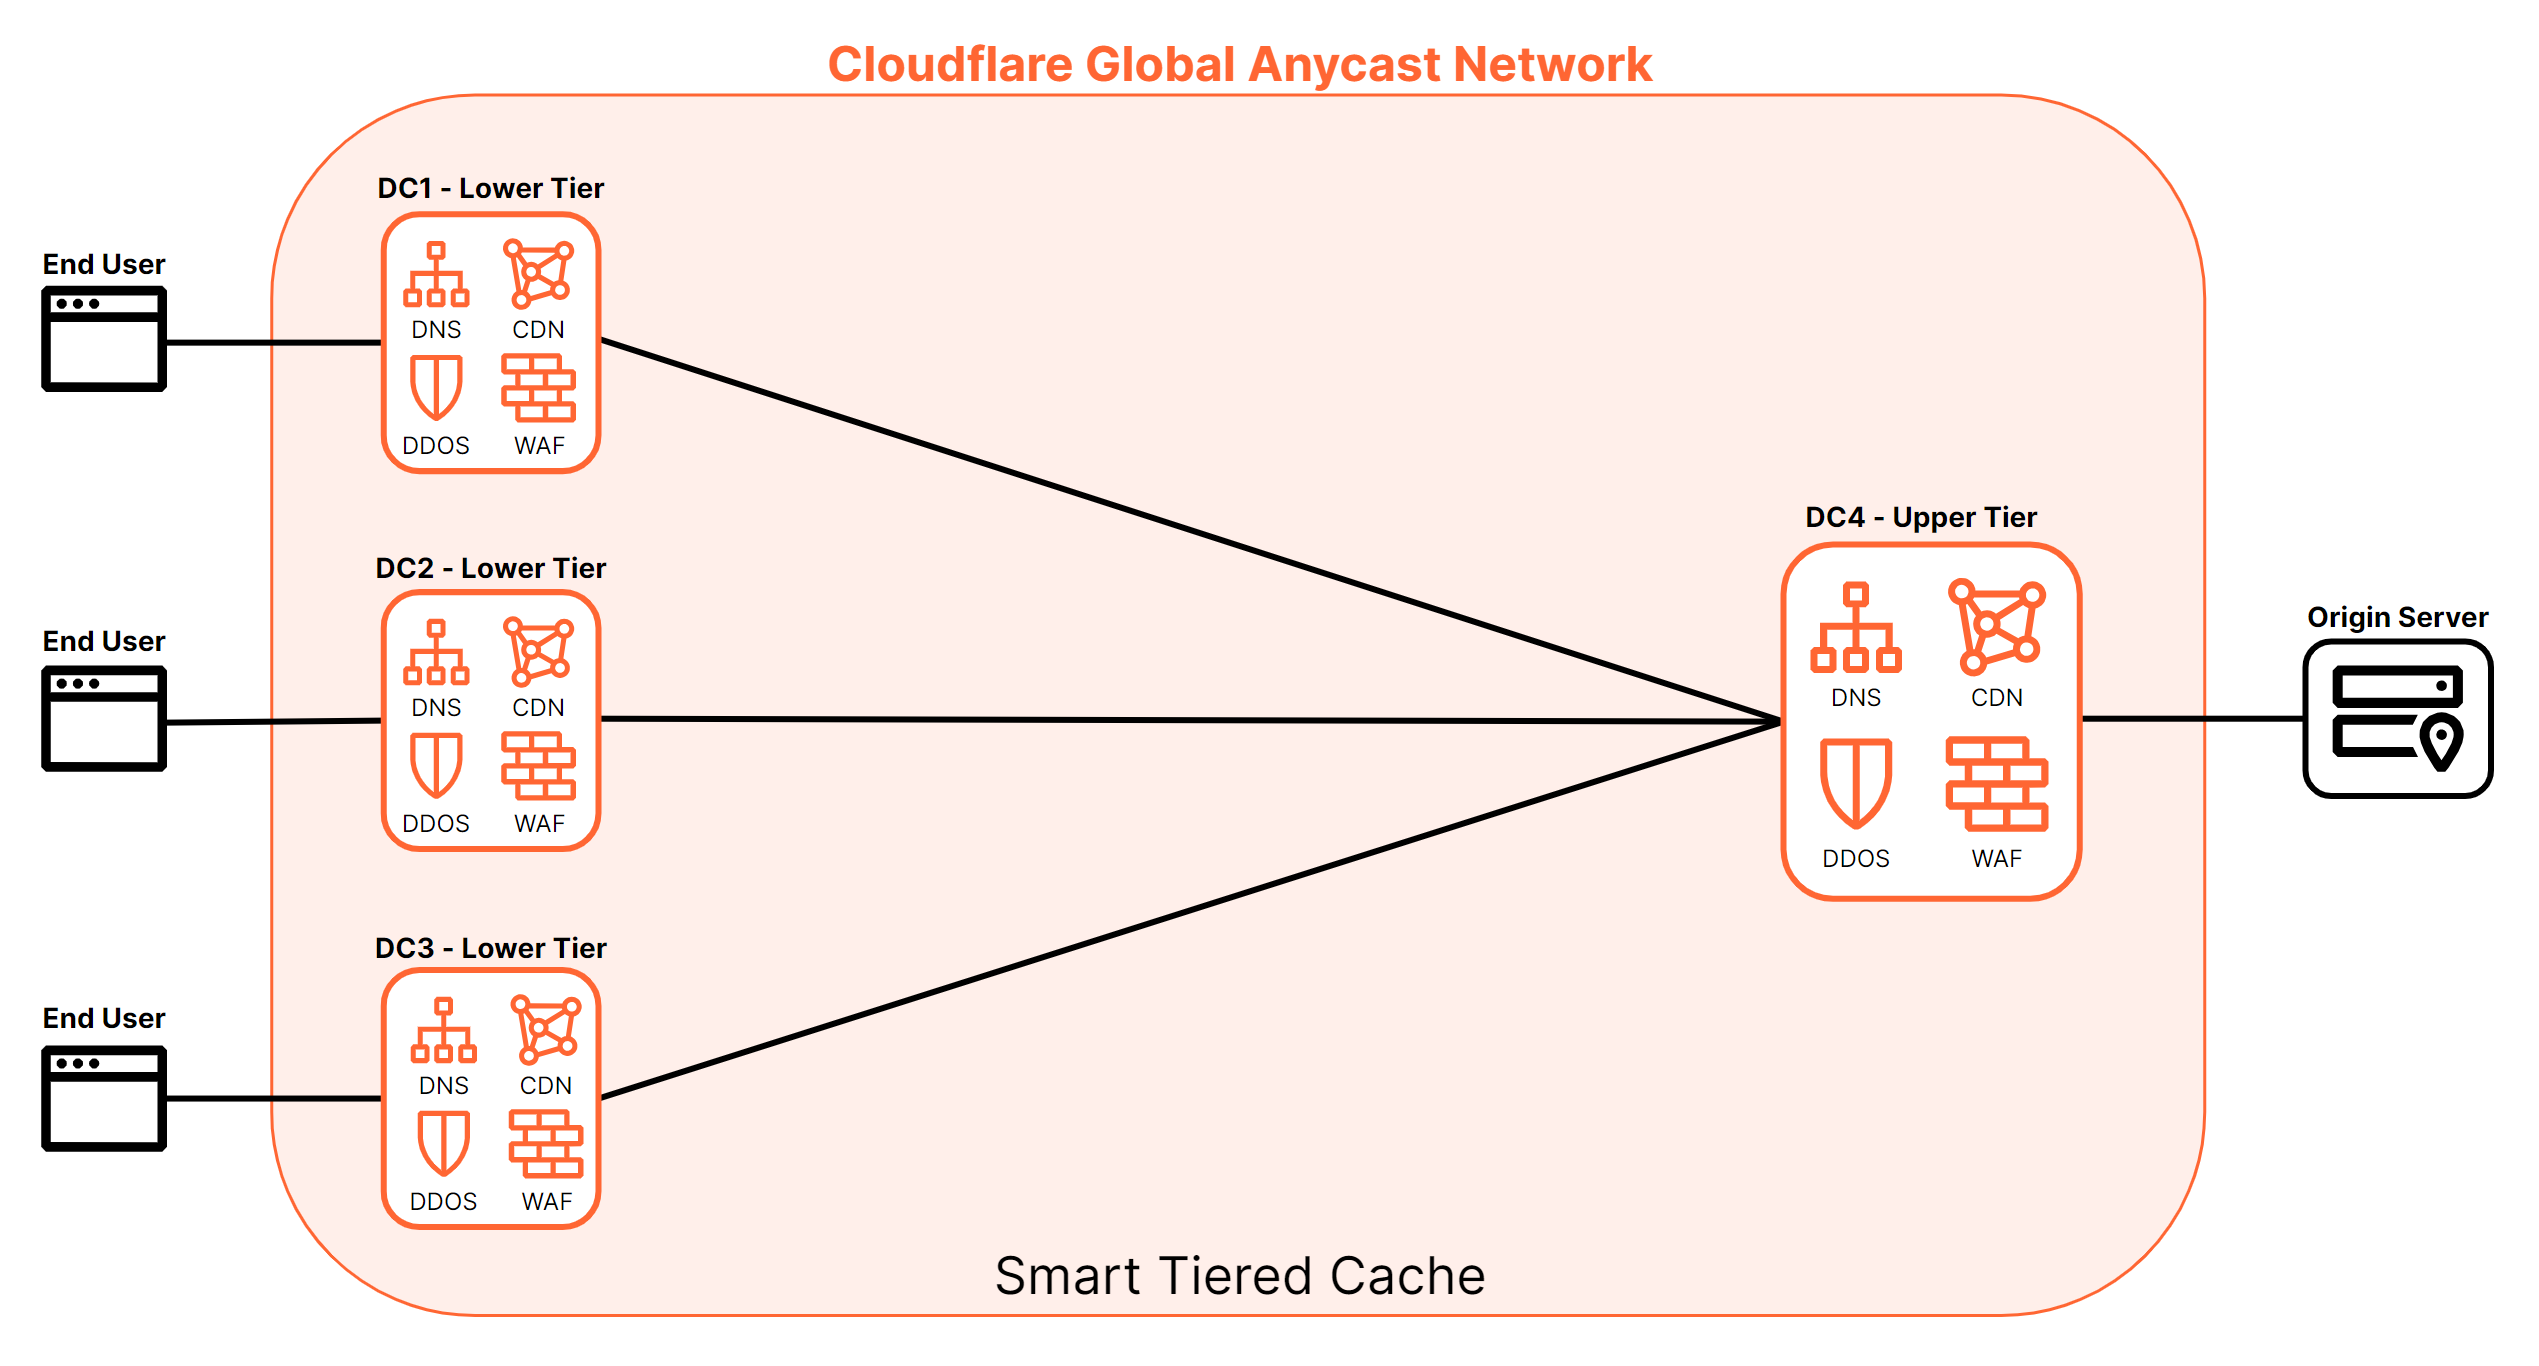 Cloudflare Global Anycast Network
DC1 - Lower Tier
End User
DNS CDN
DDOS WAF
DC2 - Lower Tier
End User
DNS CDN
DDOS WAF
DC3 - Lower Tier
End User
DNS CDN
DDOS WAF
DC4 - Upper Tier
DNS CDN
DDOS WAF
Origin Server
Smart Tiered Cache